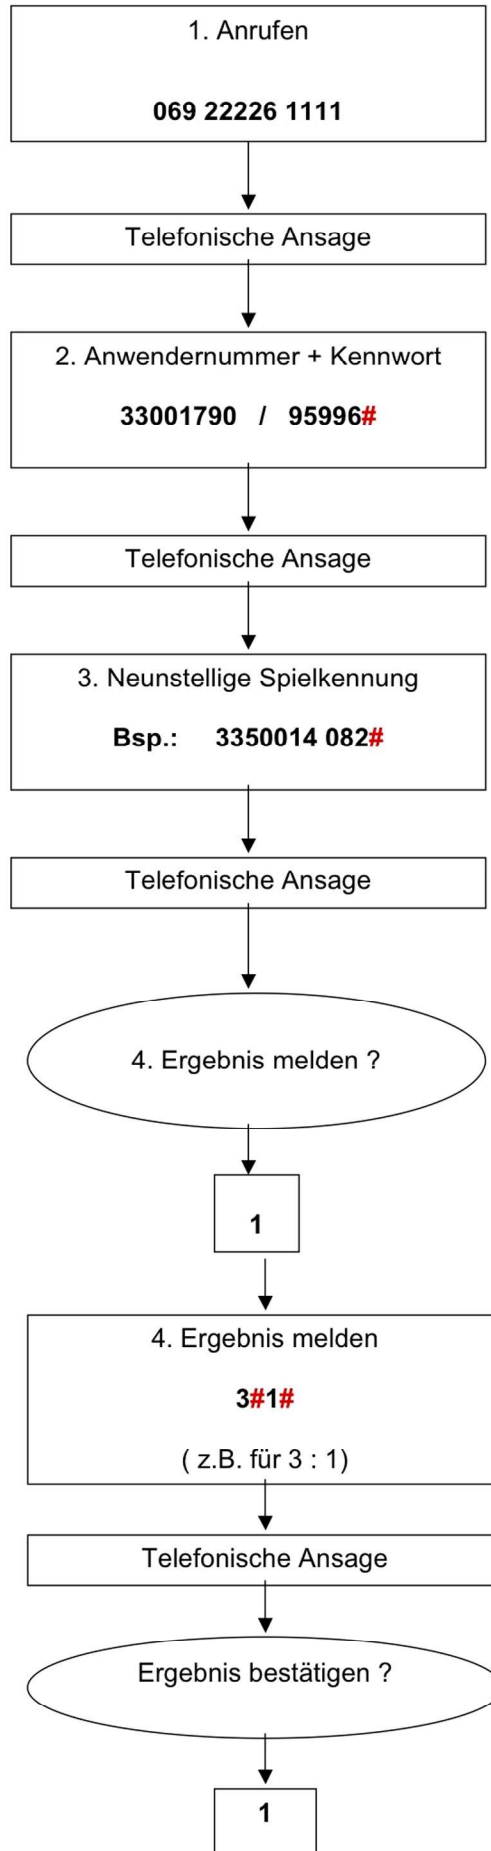 1. Anrufen
069 22226 1111
Telefonische Ansage
2. Anwendernummer + Kennwort
33001790 / 95996#
Telefonische Ansage
3. Neunstellige Spielkennung
Bsp.: 3350014 082#
Telefonische Ansage
4. Ergebnis melden ?
1
4. Ergebnis melden
3#1#
( z.B. für 3 : 1)
Telefonische Ansage
Ergebnis bestätigen ?
1